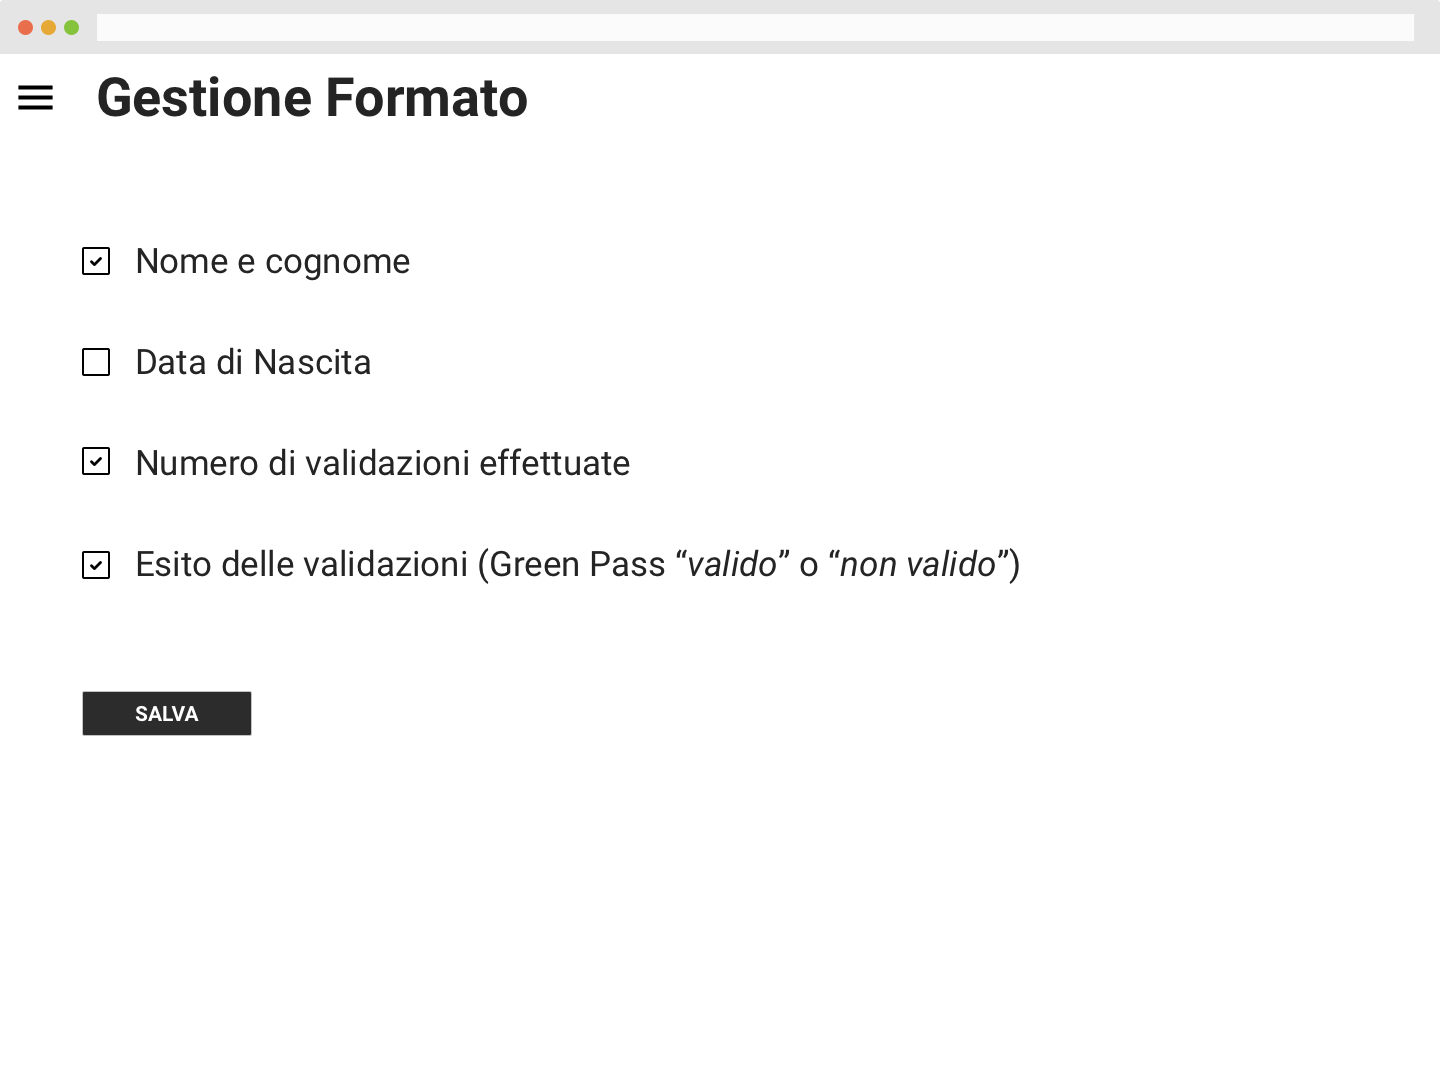 Gestione Formato
Nome e cognome
Data di Nascita
Numero di validazioni effettuate
Esito delle validazioni (Green Pass “valido” o “non valido”)
SALVA